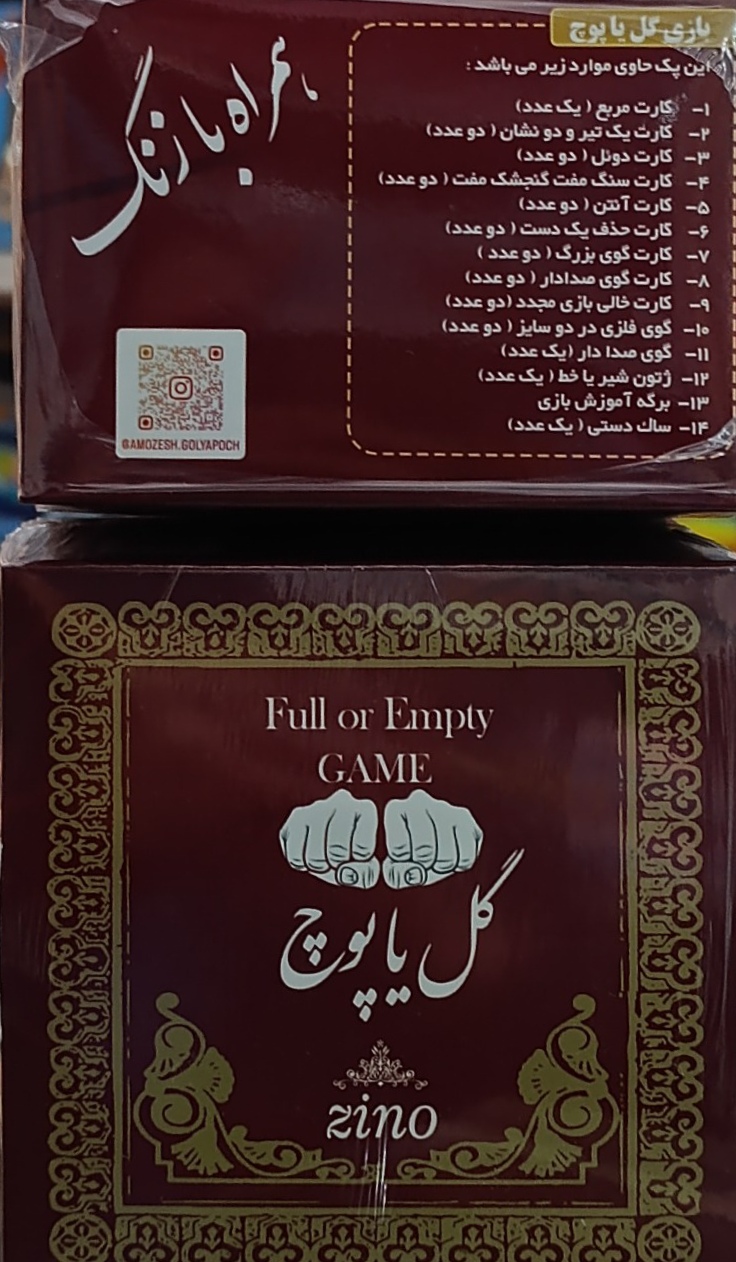 بازی گل یا پوچ
این پک حاوی موارد زیر می باشد :
۱- کارت مربع ( یک عدد)
۲- کارت یک تیر و دو نشان ( دو عدد)
۳- کارت دوئل ( دو عدد)
۴- کارت سنگ مفت گنجشک مفت ( دو عدد)
۵- کارت آنتن ( دو عدد)
۶- کارت حذف یک دست ( دو عدد)
۷- کارت گوی بزرگ ( دو عدد )
۸- کارت گوی صدادار ( دو عدد)
۹- کارت خالی بازی مجدد (دو عدد)
۱۰- گوی فلزی در دو سایز ( دو عدد)
۱۱- گوی صدا دار (یک عدد)
۱۲- ژتون شیر یا خط ( یک عدد)
۱۳- برگه آموزش بازی
۱۴- ساک دستی ( یک عدد)
همراه با زنگ
@AMOZESH.GOLYAPOCH
Full or Empty
GAME
گل یا پوچ
zino